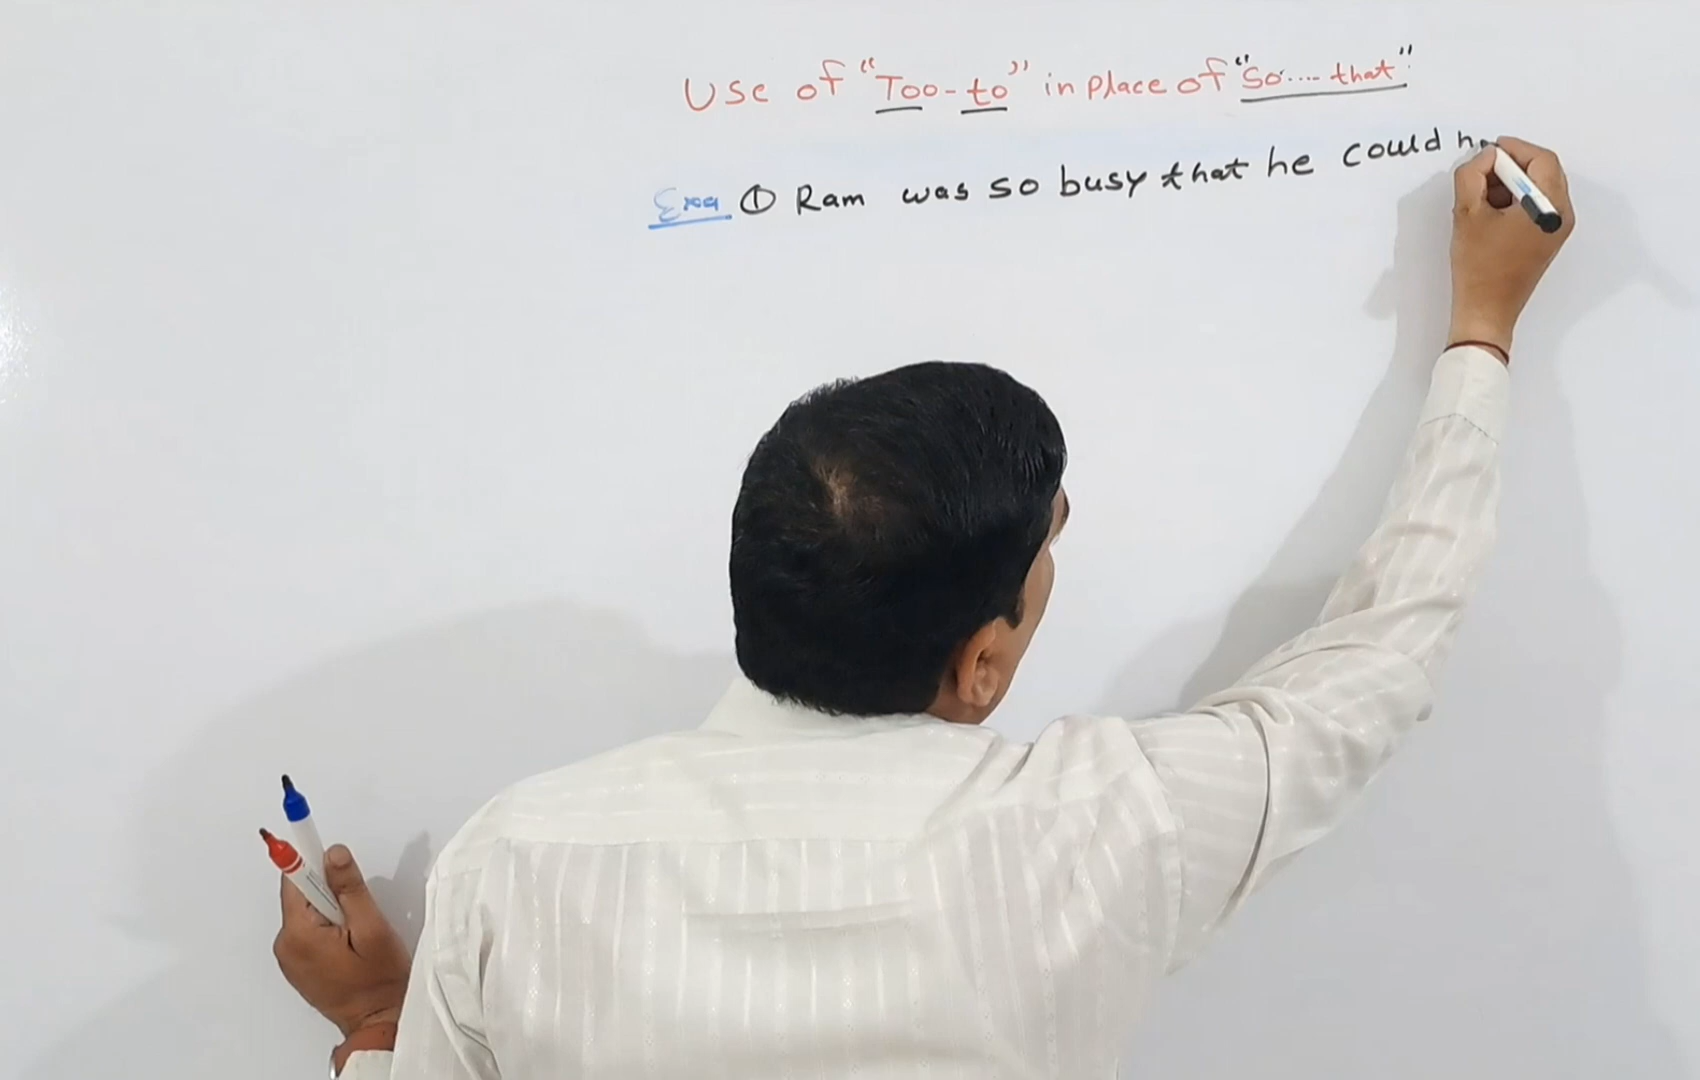 Use of "Too-to" in place of "So.... that"
Exa ① Ram was so busy that he could